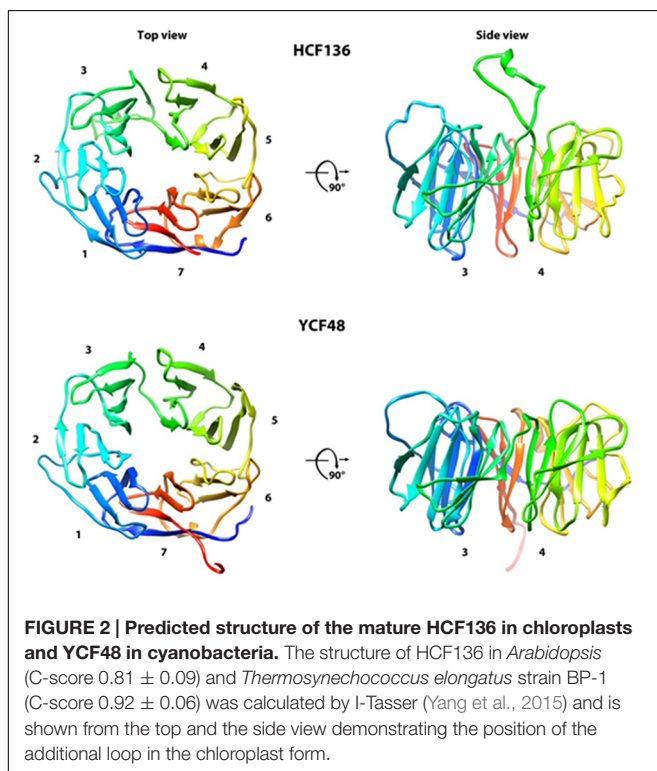 Top view
Side view
HCF136
3
4
2
5
1
6
7
90°
3
4
YCF48
3
4
2
5
1
6
7
90°
3
4
FIGURE 2 | Predicted structure of the mature HCF136 in chloroplasts
and YCF48 in cyanobacteria. The structure of HCF136 in Arabidopsis
(C-score 0.81 ± 0.09) and Thermosynechococcus elongatus strain BP-1
(C-score 0.92 ± 0.06) was calculated by I-Tasser (Yang et al., 2015) and is
shown from the top and the side view demonstrating the position of the
additional loop in the chloroplast form.